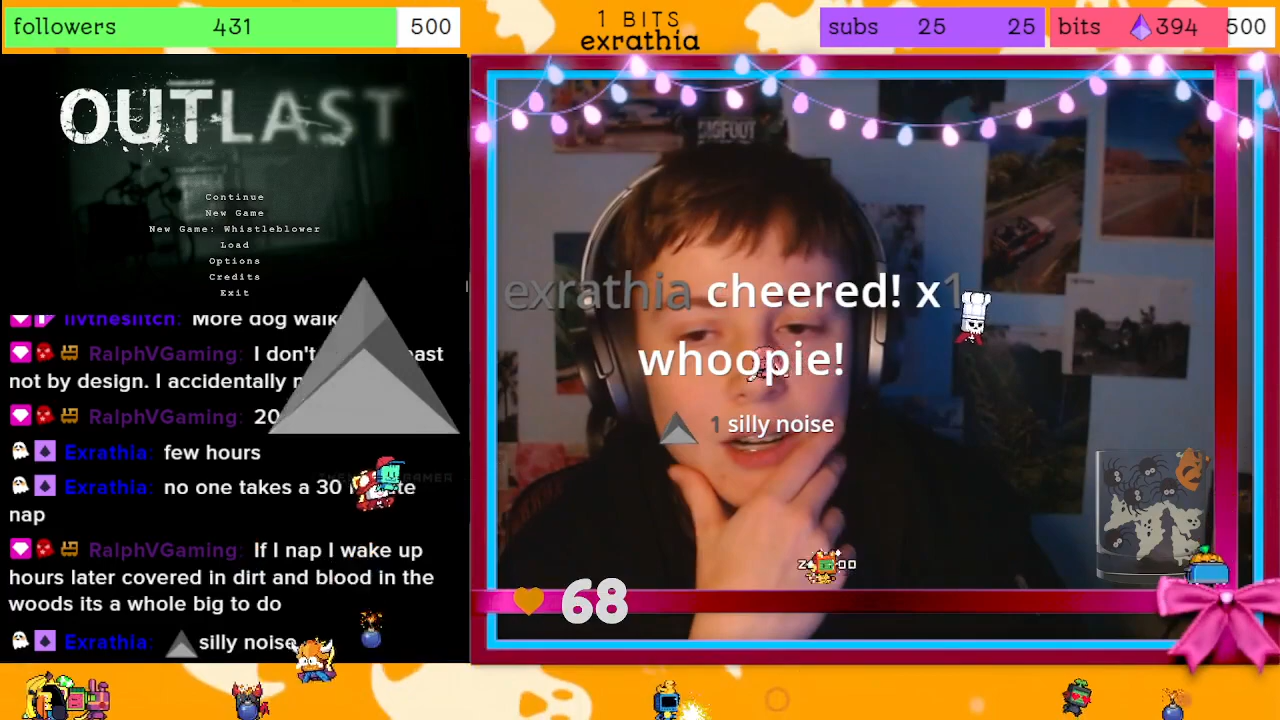 followers 431 500
1 BITS
exrathia
subs 25 25
bits 394 500
OUTLAST
Continue
New Game
New Game: Whistleblower
Load
Options
Credits
Exit
More dog walk
RalphVGaming: I don't
not by design. I accidentally
RalphVGaming: 20
Exrathia: few hours
Exrathia: no one takes a 30
nap
RalphVGaming: If I nap I wake up
hours later covered in dirt and blood in the
woods its a whole big to do
Exrathia: silly noise
BIGFOOT
exrathia cheered! x1
whoopie!
1 silly noise
68